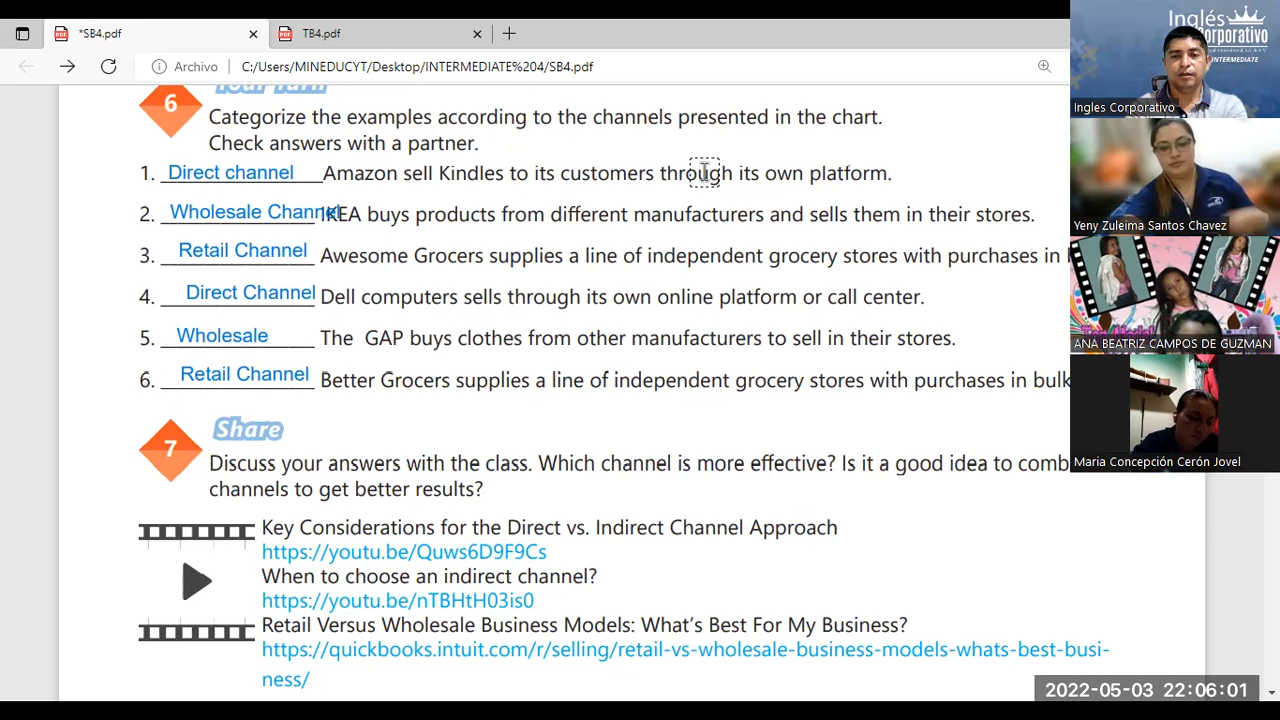 *SB4.pdf
TB4.pdf
Archivo
C:/Users/MINEDUCYT/Desktop/INTERMEDIATE%204/SB4.pdf
Inglés
Corporativo
INTERMEDIATE
Ingles Corporativo
6
Your Turn
Categorize the examples according to the channels presented in the chart.
Check answers with a partner.
1. Direct channel Amazon sell Kindles to its customers through its own platform.
2. Wholesale Channel IKEA buys products from different manufacturers and sells them in their stores.
Yeny Zuleima Santos Chavez
3. Retail Channel Awesome Grocers supplies a line of independent grocery stores with purchases in
4. Direct Channel Dell computers sells through its own online platform or call center.
5. Wholesale The GAP buys clothes from other manufacturers to sell in their stores.
ANA BEATRIZ CAMPOS DE GUZMAN
6. Retail Channel Better Grocers supplies a line of independent grocery stores with purchases in bulk
7
Share
Discuss your answers with the class. Which channel is more effective? Is it a good idea to comb
channels to get better results?
Maria Concepción Cerón Jovel
Key Considerations for the Direct vs. Indirect Channel Approach
https://youtu.be/Quws6D9F9Cs
When to choose an indirect channel?
https://youtu.be/nTBHtH03is0
Retail Versus Wholesale Business Models: What's Best For My Business?
https://quickbooks.intuit.com/r/selling/retail-vs-wholesale-business-models-whats-best-busi-
ness/
2022-05-03 22:06:01